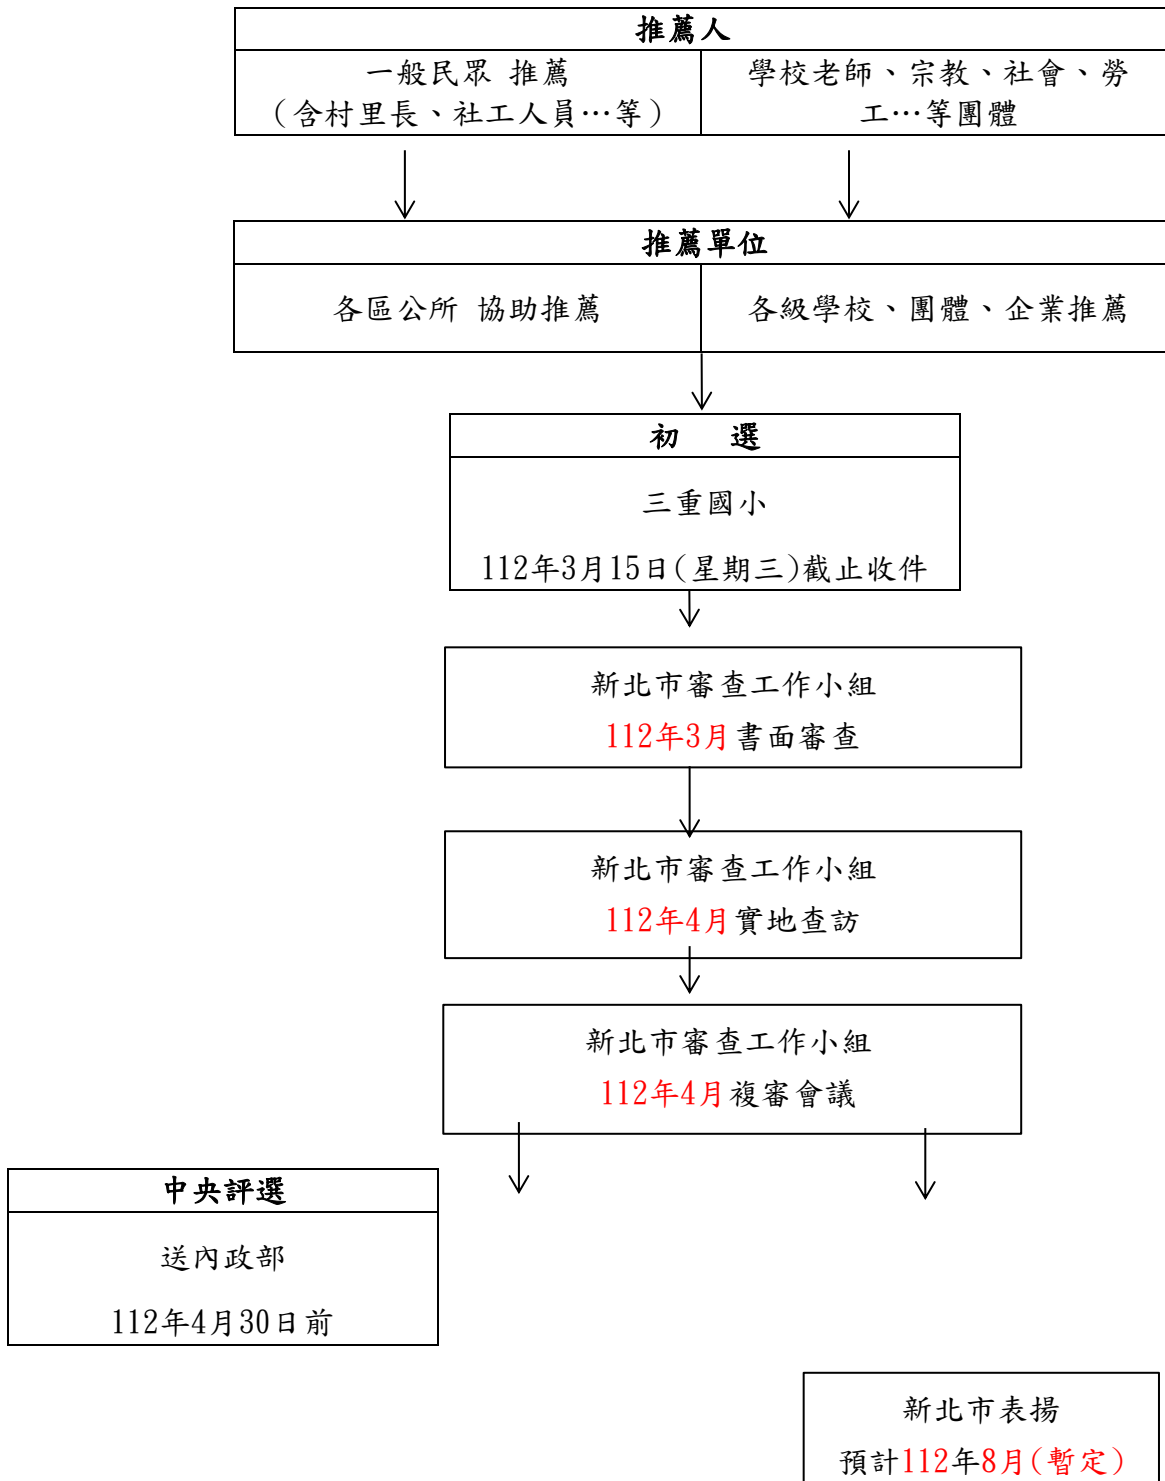 推薦人
一般民眾 推薦
（含村里長、社工人員…等）
學校老師、宗教、社會、勞
工…等團體
推薦單位
各區公所 協助推薦
各級學校、團體、企業推薦
初 選
三重國小
112年3月15日(星期三)截止收件
新北市審查工作小組
112年3月書面審查
新北市審查工作小組
112年4月實地查訪
新北市審查工作小組
112年4月複審會議
中央評選
送內政部
112年4月30日前
新北市表揚
預計112年8月(暫定)